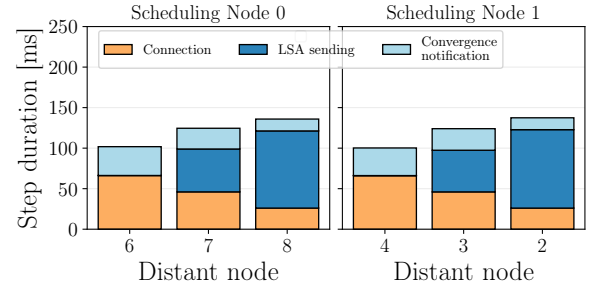 Scheduling Node 0
Scheduling Node 1
Connection
LSA sending
Convergence
notification
Step duration [ms]
250
200
150
100
50
0
6 7 8
4 3 2
Distant node
Distant node